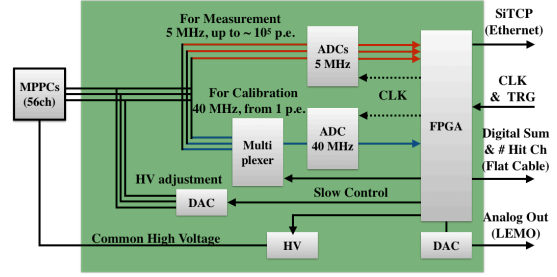 For Measurement
5 MHz, up to ~ 10⁵ p.e.
ADCs
5 MHz
SiTCP
(Ethernet)
MPPCs
(56ch)
For Calibration
40 MHz, from 1 p.e.
CLK
CLK
& TRG
Multi
plexer
ADC
40 MHz
FPGA
Digital Sum
& # Hit Ch
(Flat Cable)
HV adjustment
DAC
Slow Control
Common High Voltage
HV
DAC
Analog Out
(LEMO)